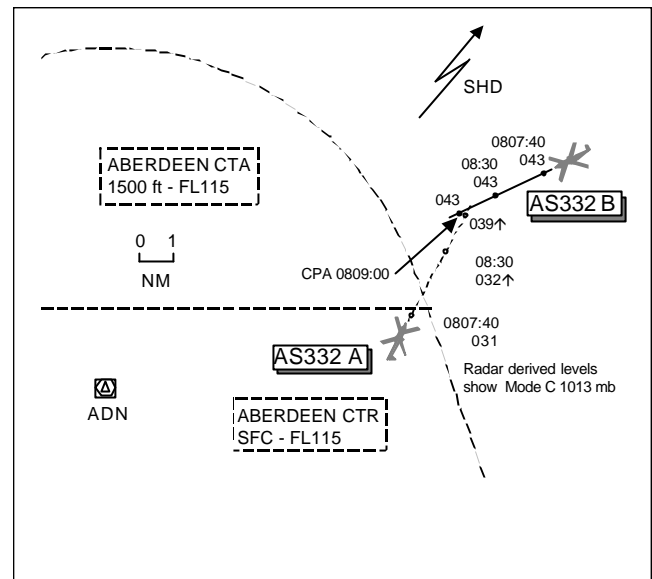 SHD
0807:40
043
08:30
043
043
AS332 B
039↑
ABERDEEN CTA
1500 ft - FL115
0 1
NM
CPA 0809:00
08:30
032↑
0807:40
031
AS332 A
Radar derived levels
show Mode C 1013 mb
ADN
ABERDEEN CTR
SFC - FL115